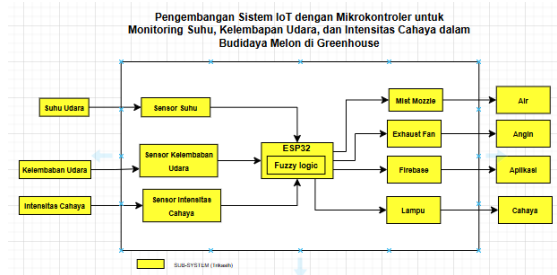 Pengembangan Sistem IoT dengan Mikrokontroler untuk
Monitoring Suhu, Kelembapan Udara, dan Intensitas Cahaya dalam
Budidaya Melon di Greenhouse
Suhu Udara
Sensor Suhu
Mist Mozzle
Air
ESP32
Fuzzy logic
Exhaust Fan
Angin
Kelembaban Udara
Sensor Kelembaban
Udara
Firebase
Aplikasi
Intensitas Cahaya
Sensor Intensitas
Cahaya
Lampu
Cahaya
SUB-SYSTEM